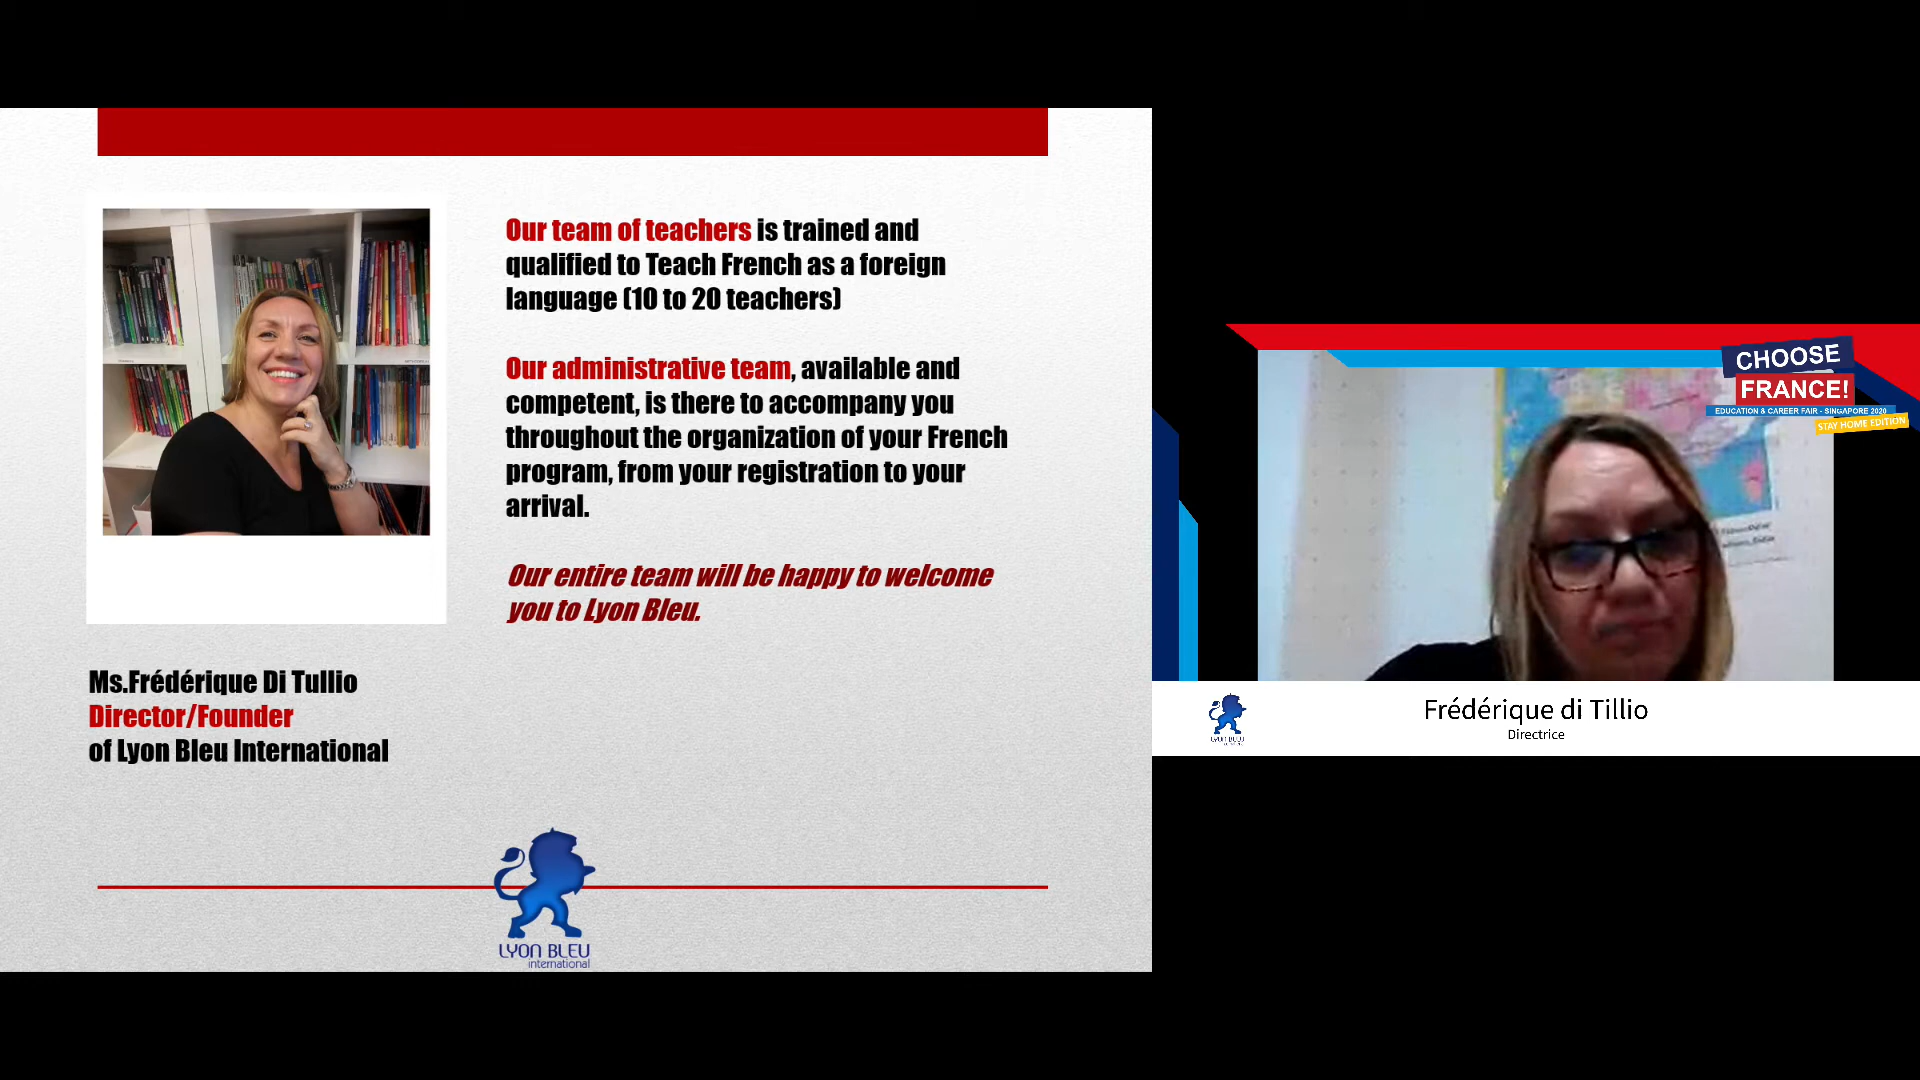 Our team of teachers is trained and
qualified to Teach French as a foreign
language (10 to 20 teachers)
Our administrative team, available and
competent, is there to accompany you
throughout the organization of your French
program, from your registration to your
arrival.
Our entire team will be happy to welcome
you to Lyon Bleu.
Ms.Frédérique Di Tullio
Director/Founder
of Lyon Bleu International
LYON BLEU
international
CHOOSE
FRANCE!
EDUCATION & CAREER FAIR - SINGAPORE 2020
STAY HOME EDITION
Frédérique di Tillio
Directrice
LYON BLEU